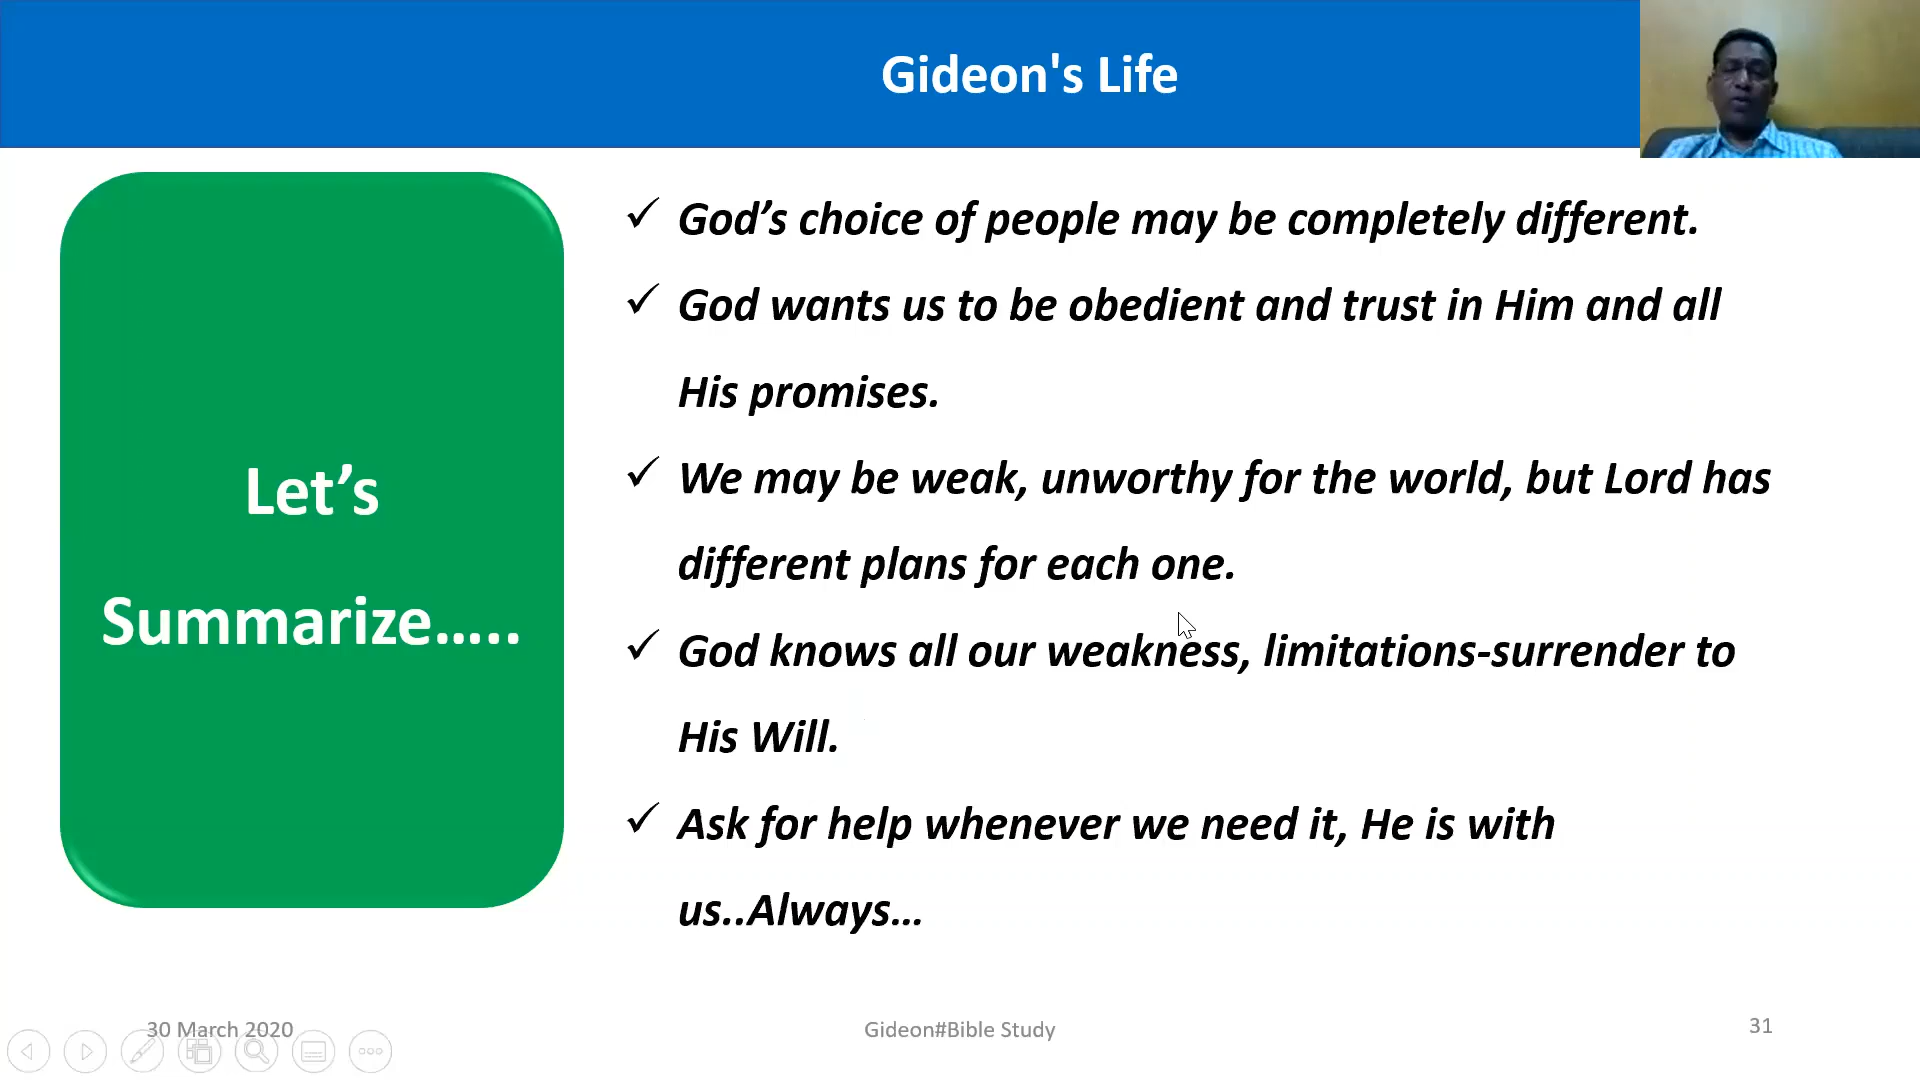 Gideon's Life
Let’s
Summarize…..
✓ God’s choice of people may be completely different.
✓ God wants us to be obedient and trust in Him and all
His promises.
✓ We may be weak, unworthy for the world, but Lord has
different plans for each one.
✓ God knows all our weakness, limitations-surrender to
His Will.
✓ Ask for help whenever we need it, He is with
us..Always…
30 March 2020
Gideon#Bible Study
31